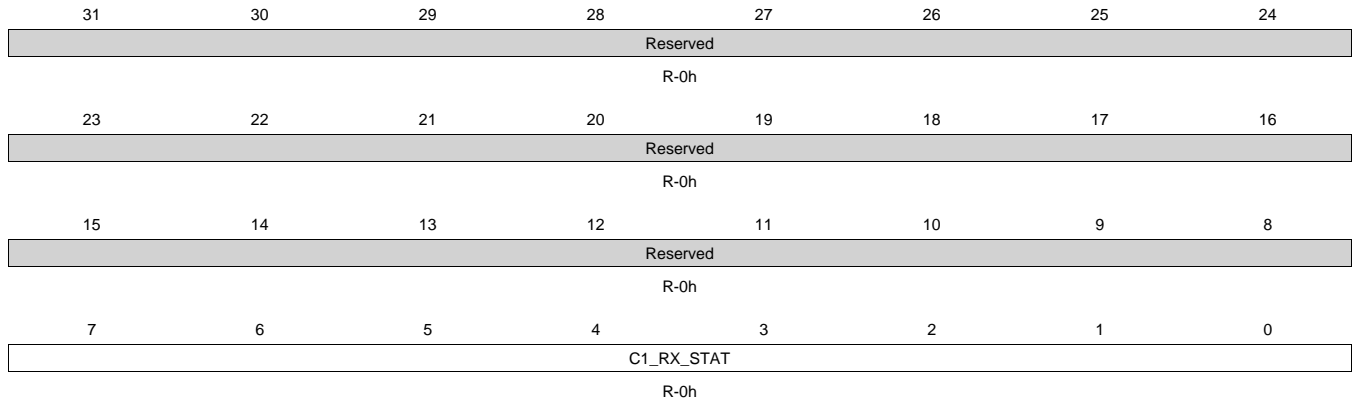 31 30 29 28 27 26 25 24
Reserved
R-0h
23 22 21 20 19 18 17 16
Reserved
R-0h
15 14 13 12 11 10 9 8
Reserved
R-0h
7 6 5 4 3 2 1 0
C1_RX_STAT
R-0h